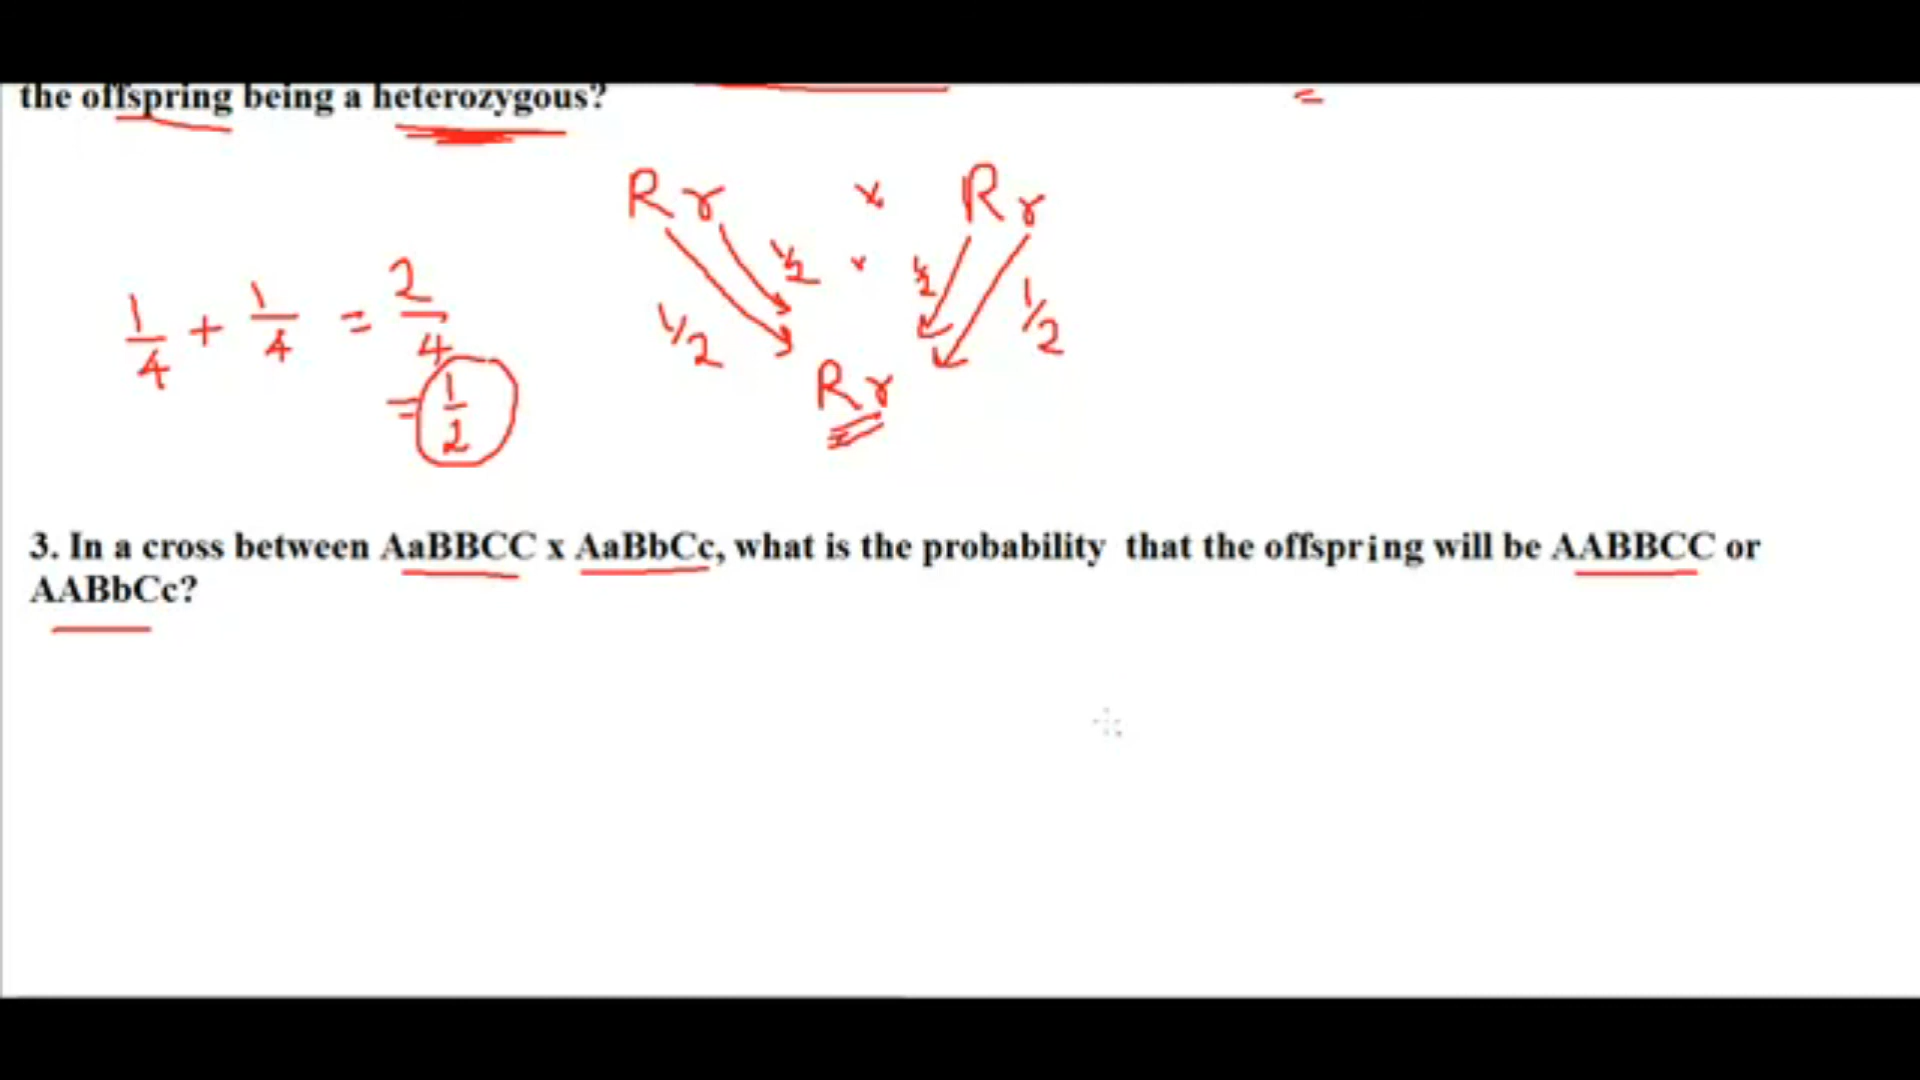 the offspring being a heterozygous?
=
Rr x Rr
1/2 x 1/2
1/4 + 1/4 = 2/4
1/2 1/2
= 1/2
Rr
3. In a cross between AaBBCC x AaBbCc, what is the probability that the offspring will be AABBCC or
AABbCc?